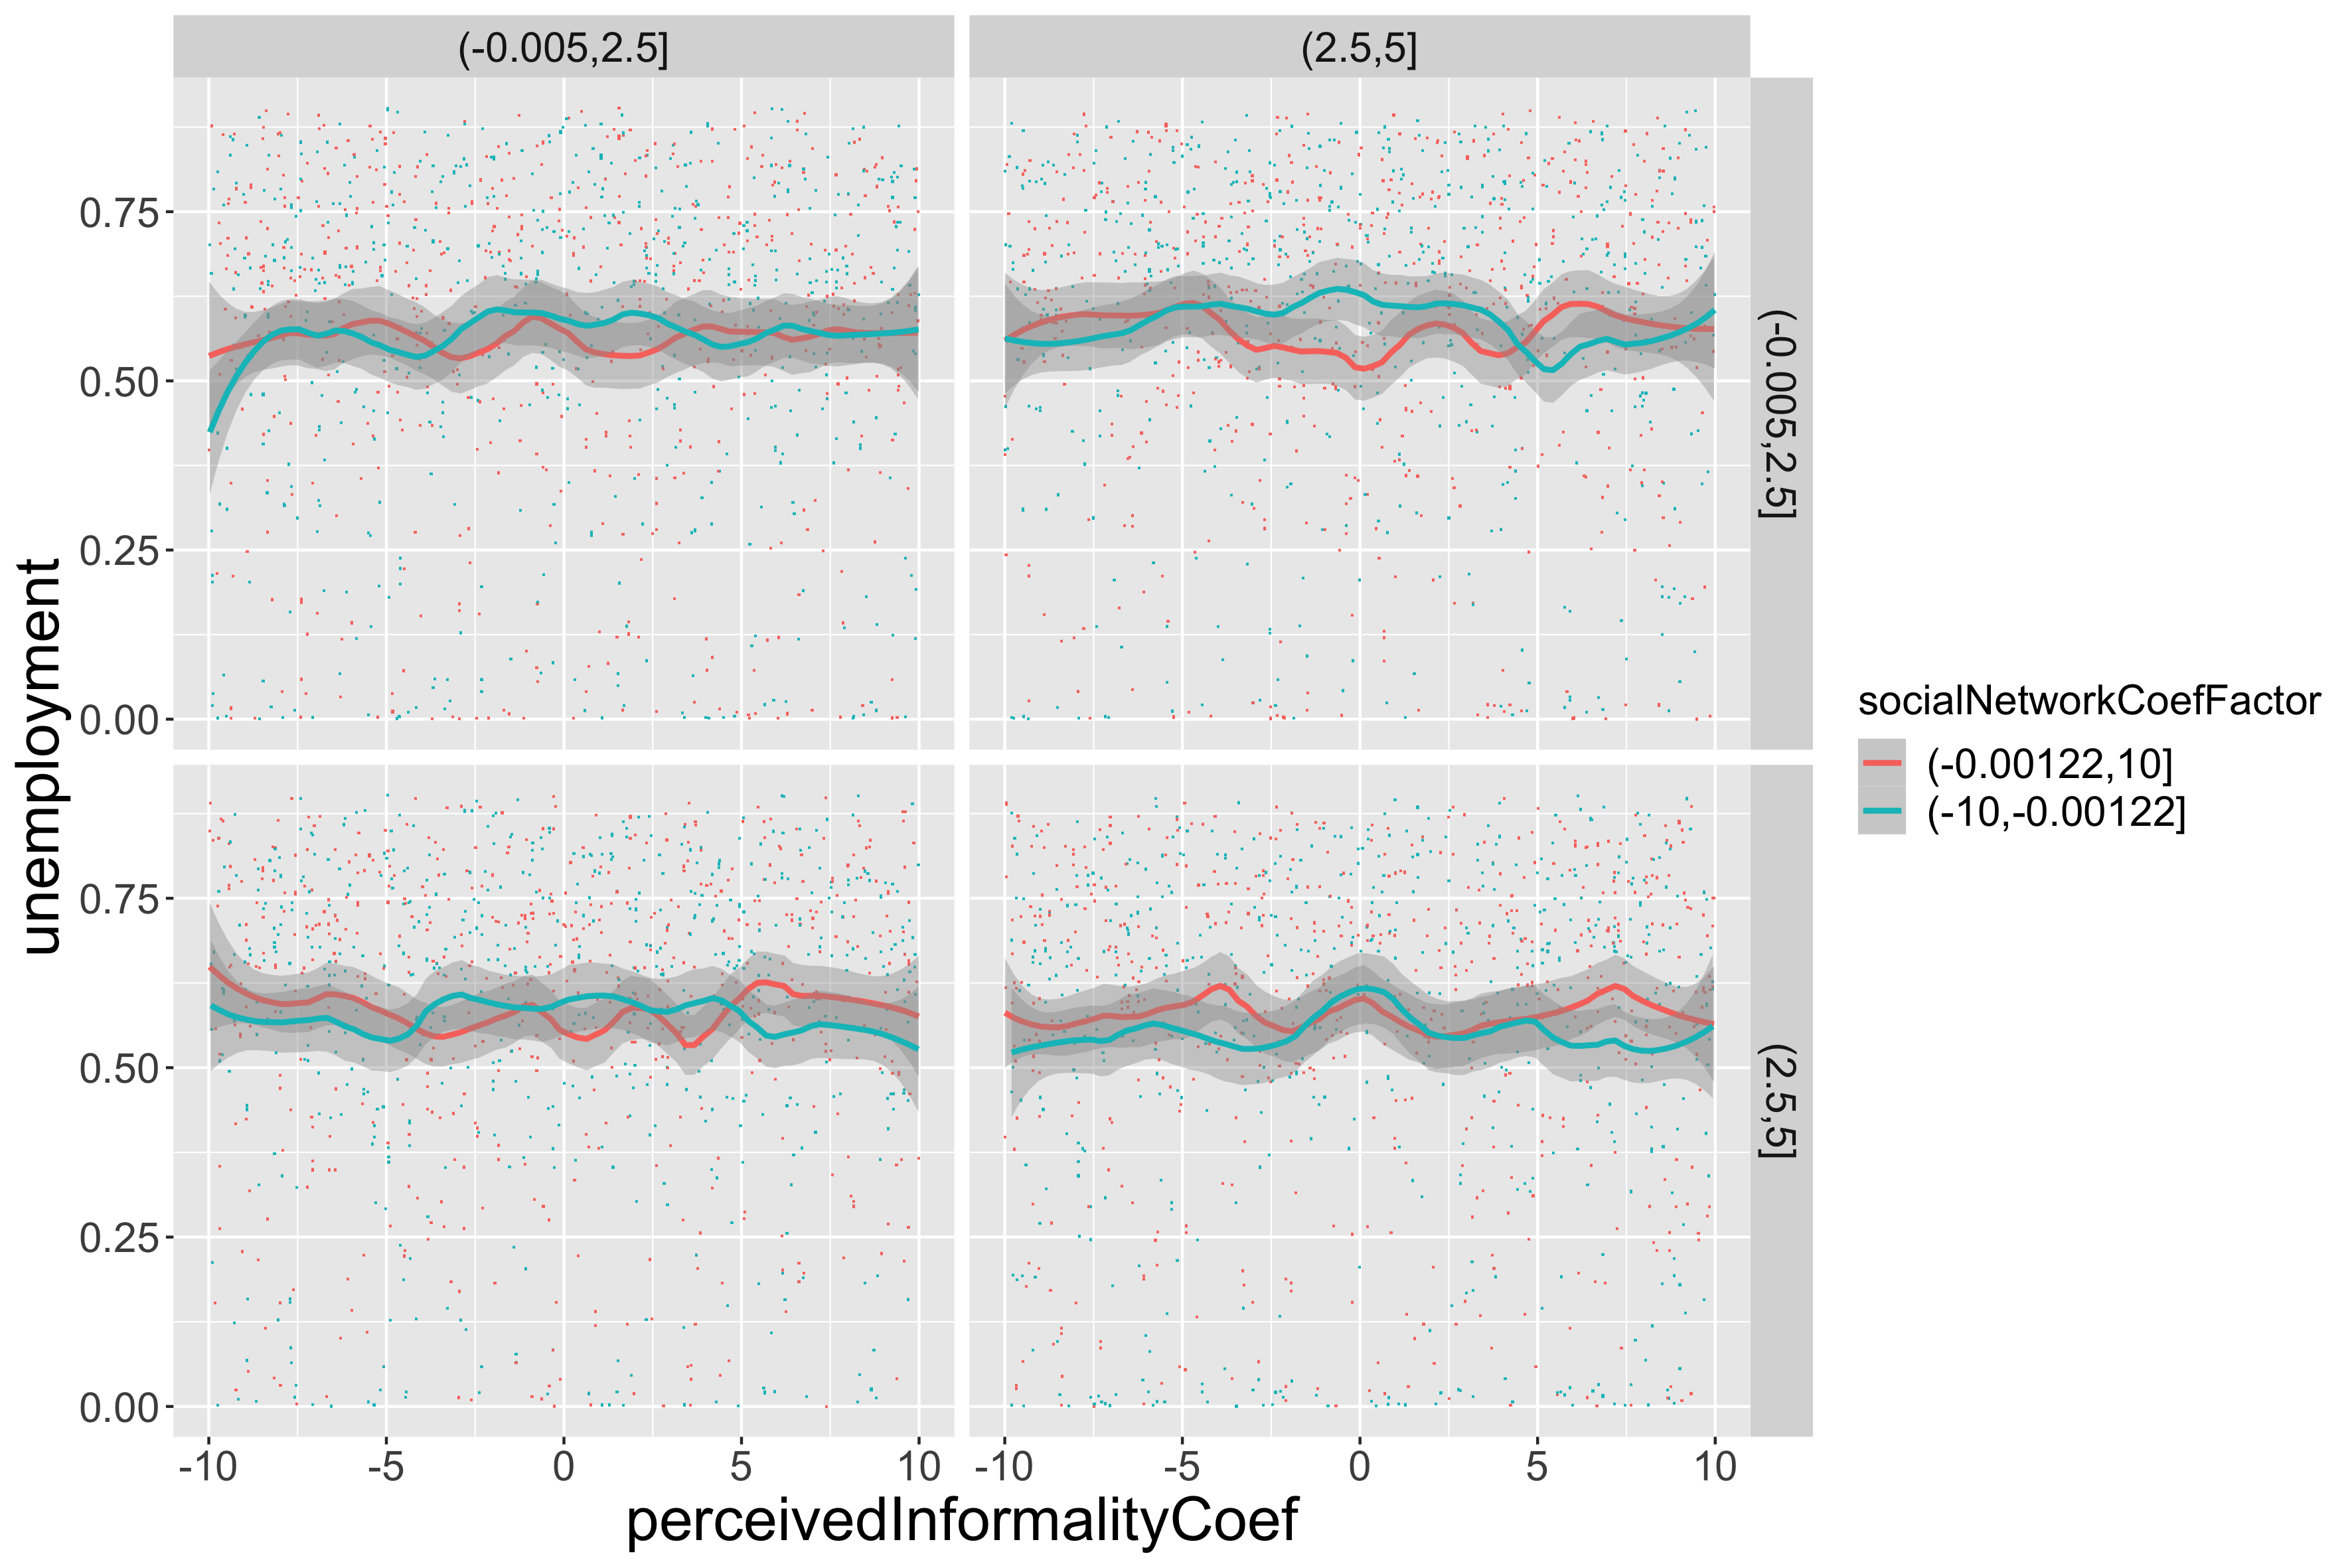 (-0.005,2.5]
(2.5,5]
unemployment
0.75
0.50
0.25
0.00
(-0.005,2.5]
0.75
0.50
0.25
0.00
(2.5,5]
-10 -5 0 5 10
-10 -5 0 5 10
perceivedInformalityCoef
socialNetworkCoefFactor
(-0.00122,10]
(-10,-0.00122]